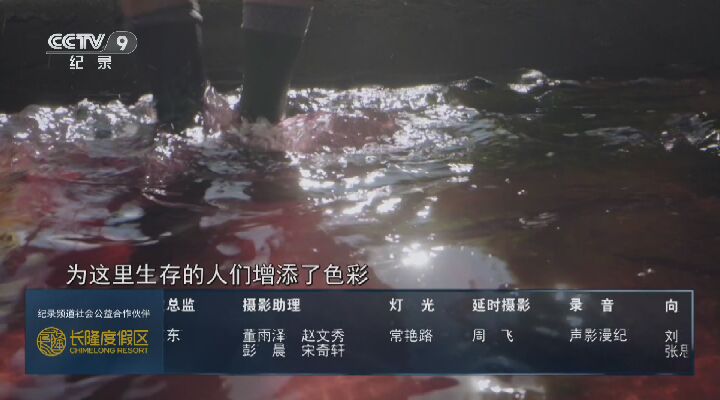 CCTV 9
纪录
为这里生存的人们增添了色彩
纪录频道社会公益合作伙伴
长隆度假区
CHIMELONG RESORT
总监
东
摄影助理
董雨泽 赵文秀
彭晨 宋奇轩
灯光
常艳路
延时摄影
周飞
录音
声影漫纪
向
刘